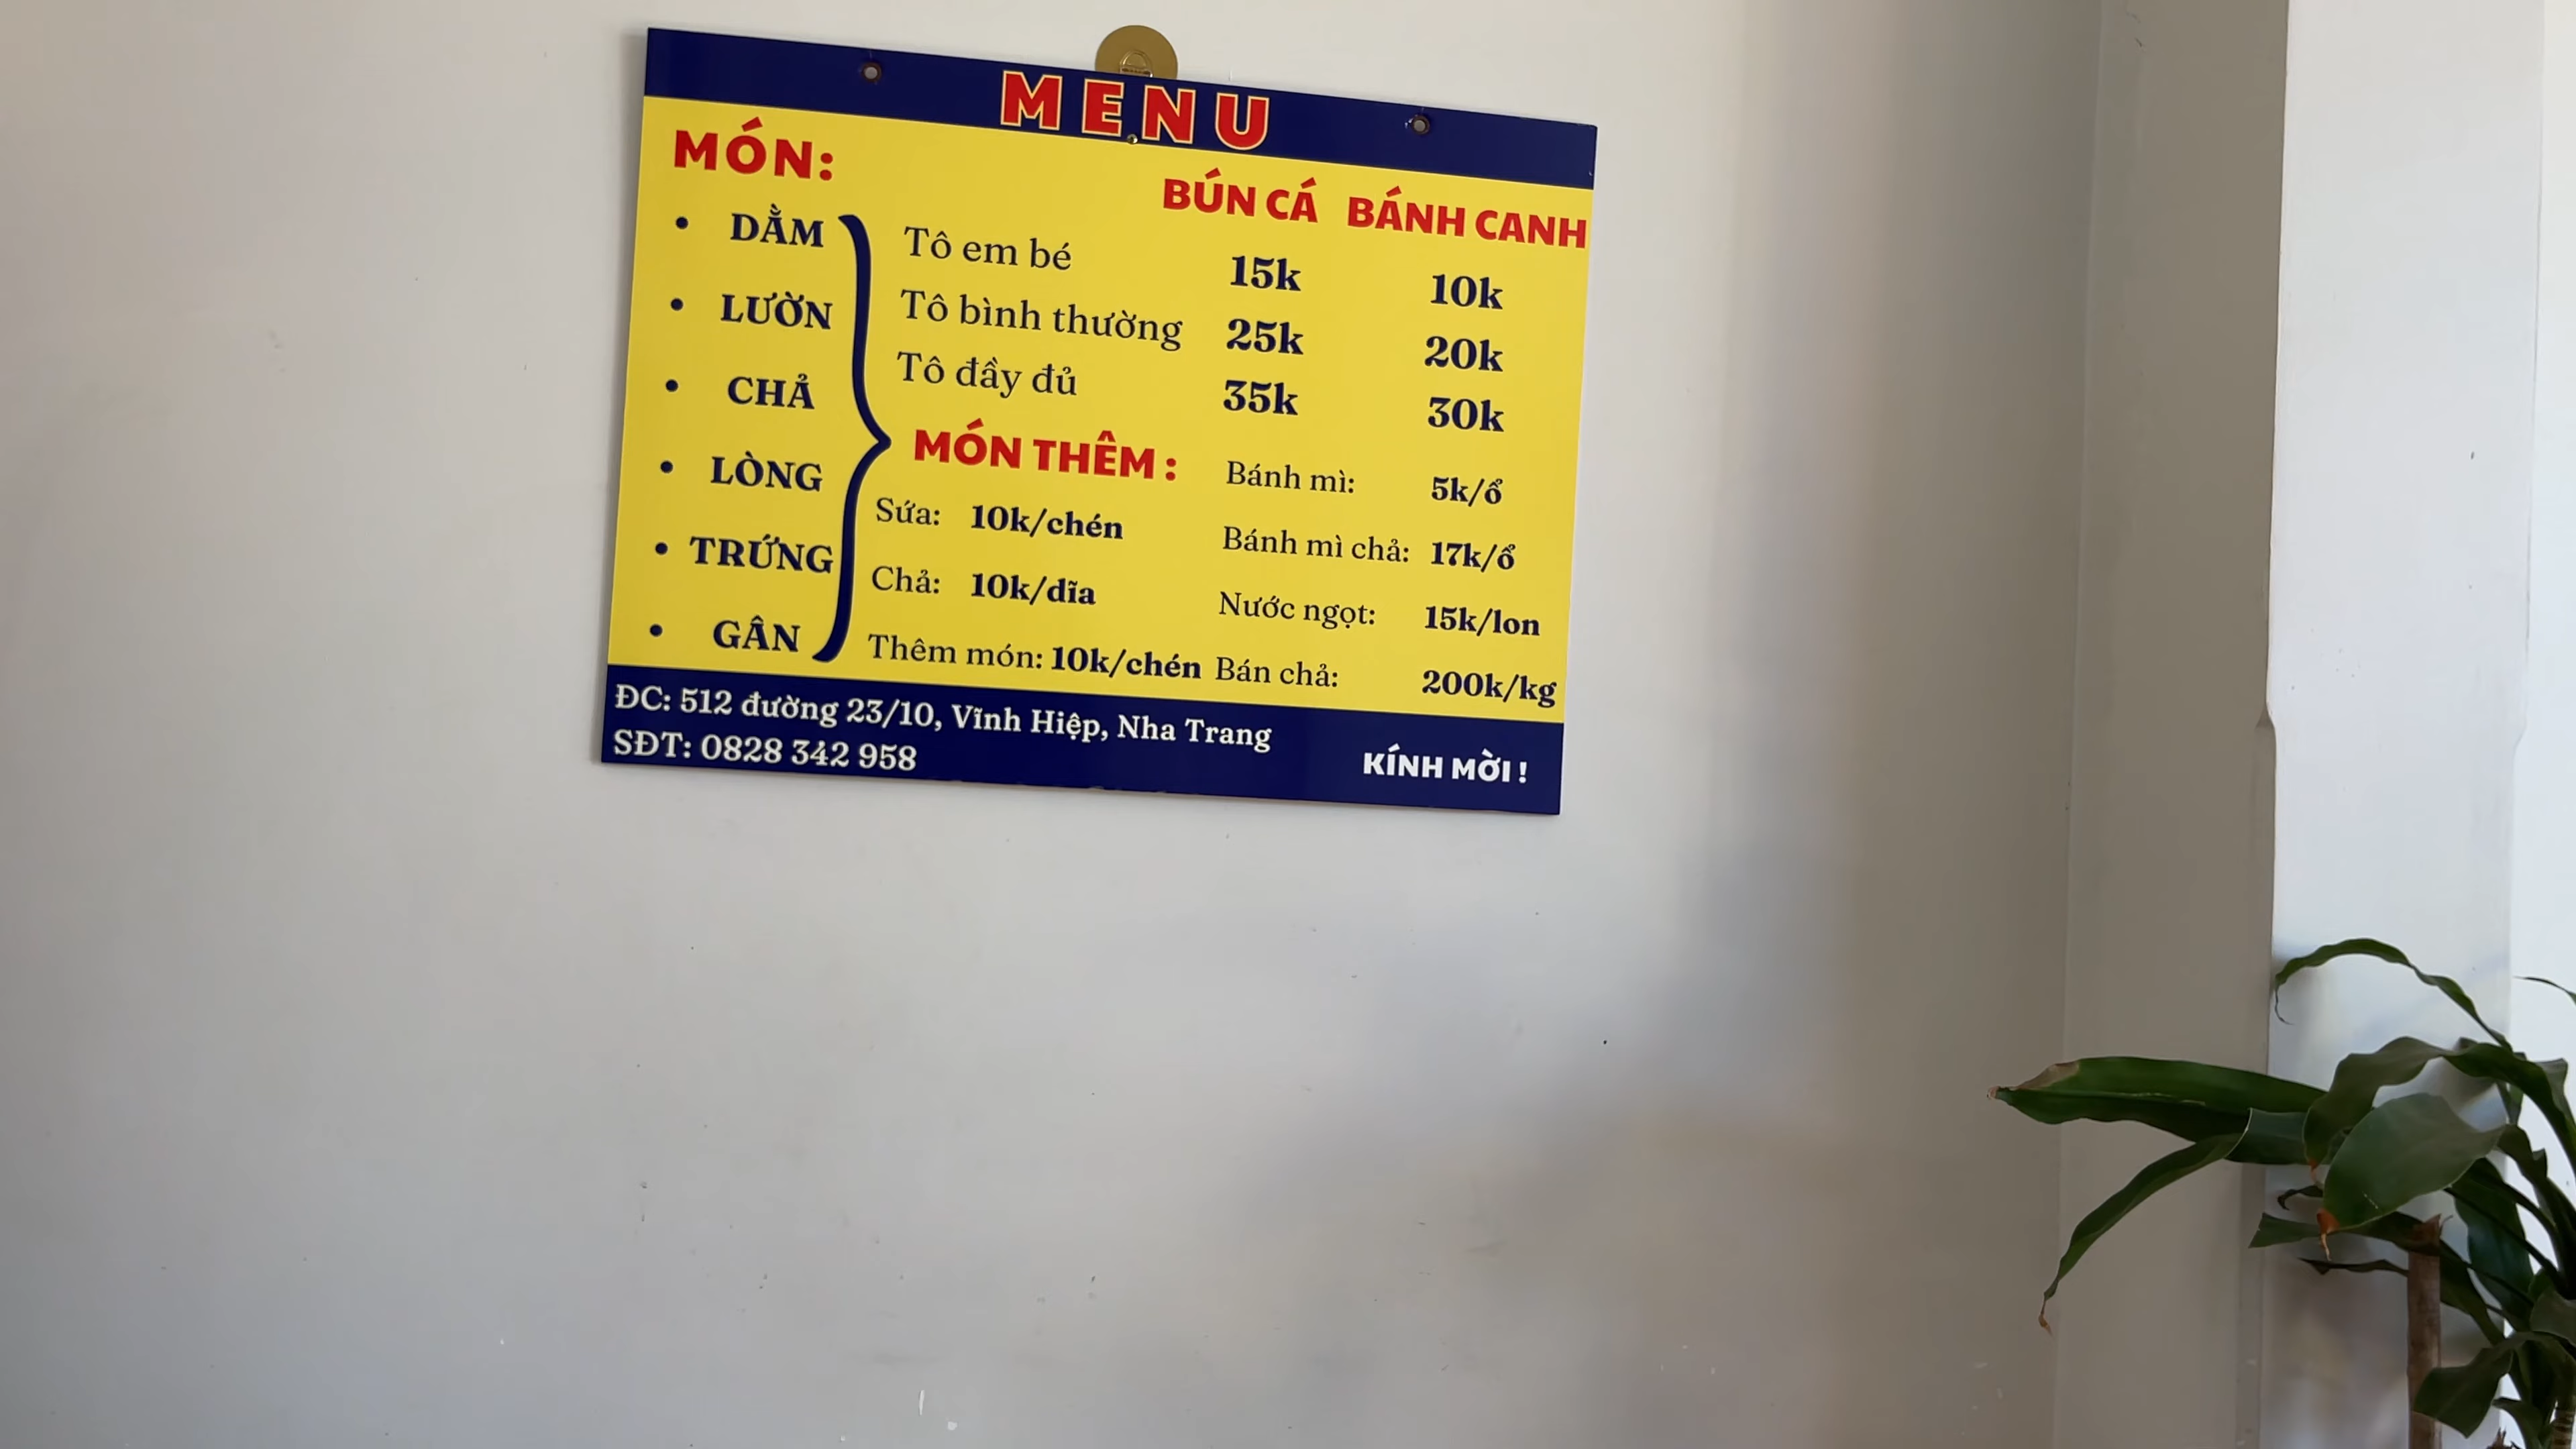 MENU
MÓN:
BÚN CÁ BÁNH CANH
• DẰM
• LƯỜN
• CHẢ
• LÒNG
• TRỨNG
• GÂN
Tô em bé 15k 10k
Tô bình thường 25k 20k
Tô đầy đủ 35k 30k
MÓN THÊM :
Sứa: 10k/chén
Chả: 10k/dĩa
Thêm món: 10k/chén
Bánh mì: 5k/ổ
Bánh mì chả: 17k/ổ
Nước ngọt: 15k/lon
Bán chả: 200k/kg
ĐC: 512 đường 23/10, Vĩnh Hiệp, Nha Trang
SĐT: 0828 342 958
KÍNH MỜI !